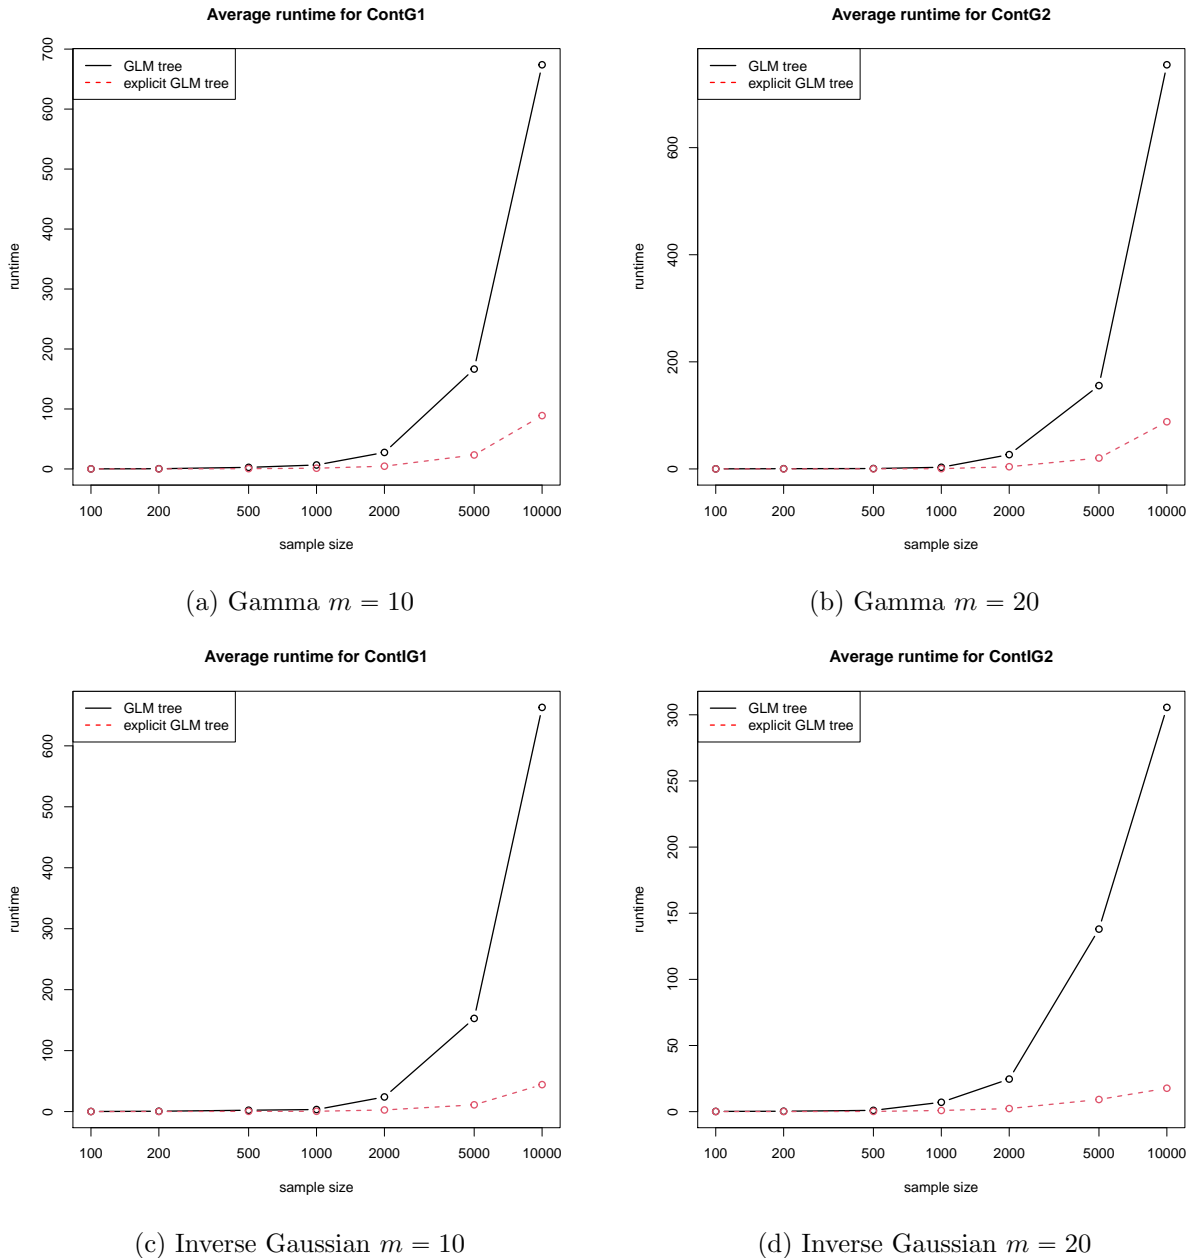 Average runtime for ContG1
GLM tree
explicit GLM tree
700
600
500
400
300
200
100
0
runtime
100 200 500 1000 2000 5000 10000
sample size
(a) Gamma m = 10
Average runtime for ContG2
GLM tree
explicit GLM tree
600
400
200
0
runtime
100 200 500 1000 2000 5000 10000
sample size
(b) Gamma m = 20
Average runtime for ContIG1
GLM tree
explicit GLM tree
600
500
400
300
200
100
0
runtime
100 200 500 1000 2000 5000 10000
sample size
(c) Inverse Gaussian m = 10
Average runtime for ContIG2
GLM tree
explicit GLM tree
300
250
200
150
100
50
0
runtime
100 200 500 1000 2000 5000 10000
sample size
(d) Inverse Gaussian m = 20